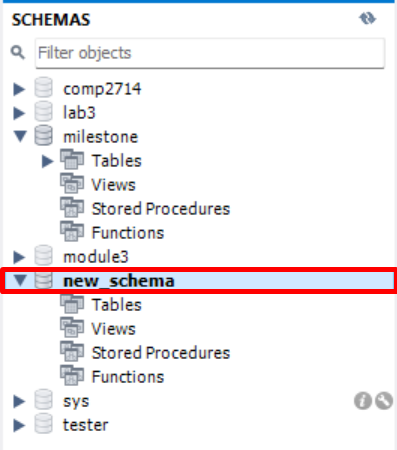 SCHEMAS
Filter objects
comp2714
lab3
milestone
Tables
Views
Stored Procedures
Functions
module3
new_schema
Tables
Views
Stored Procedures
Functions
sys
tester